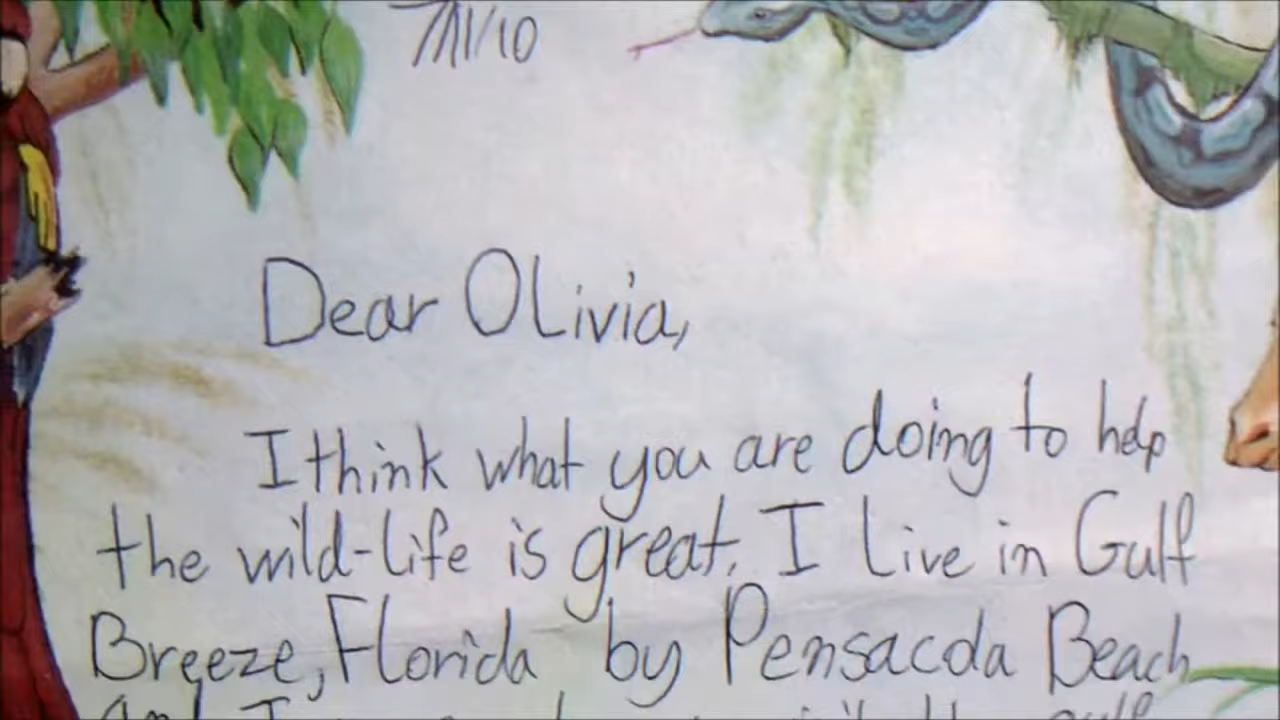 7/11/10
Dear OLivia,
I think what you are doing to help
the wild-life is great. I Live in Gulf
Breeze, Florida by Pensacola Beach
and I